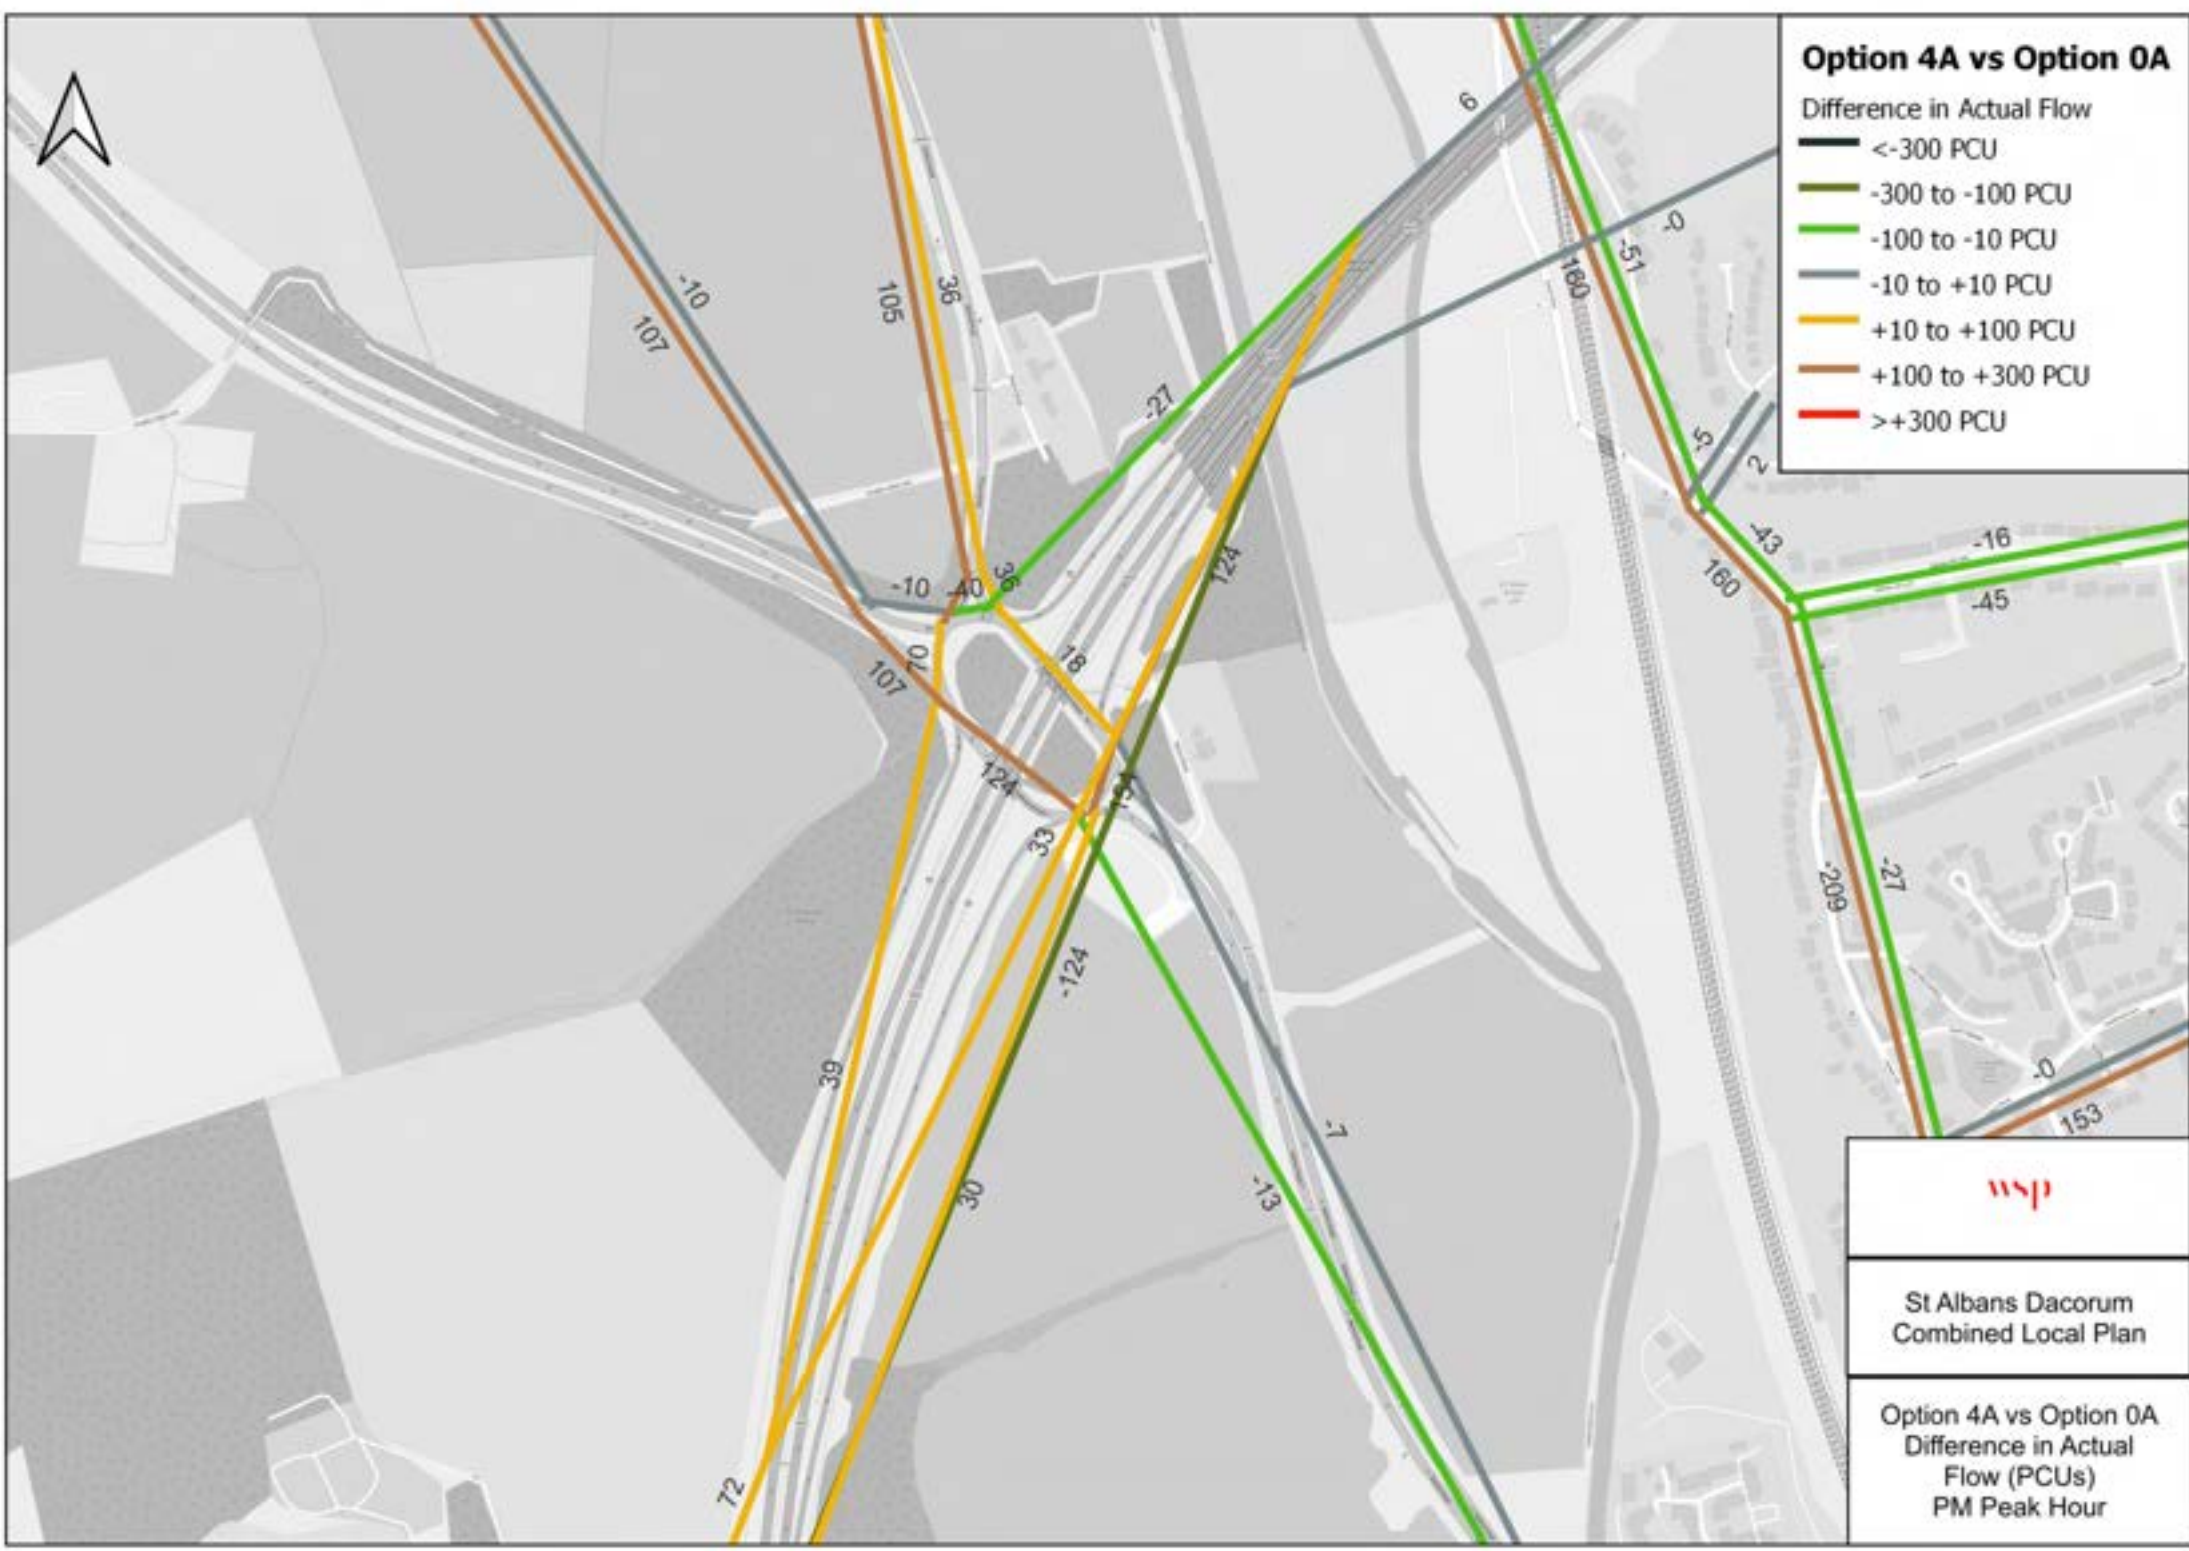 Option 4A vs Option 0A
Difference in Actual Flow
<-300 PCU
-300 to -100 PCU
-100 to -10 PCU
-10 to +10 PCU
+10 to +100 PCU
+100 to +300 PCU
>+300 PCU
6
-0
-51
160
-10
107
105
36
-27
-5
2
-43
160
-16
-45
124
-10
-40
36
70
107
18
124
33
-209
-27
-124
39
30
-7
-13
-0
153
72
wsp
St Albans Dacorum
Combined Local Plan
Option 4A vs Option 0A
Difference in Actual
Flow (PCUs)
PM Peak Hour